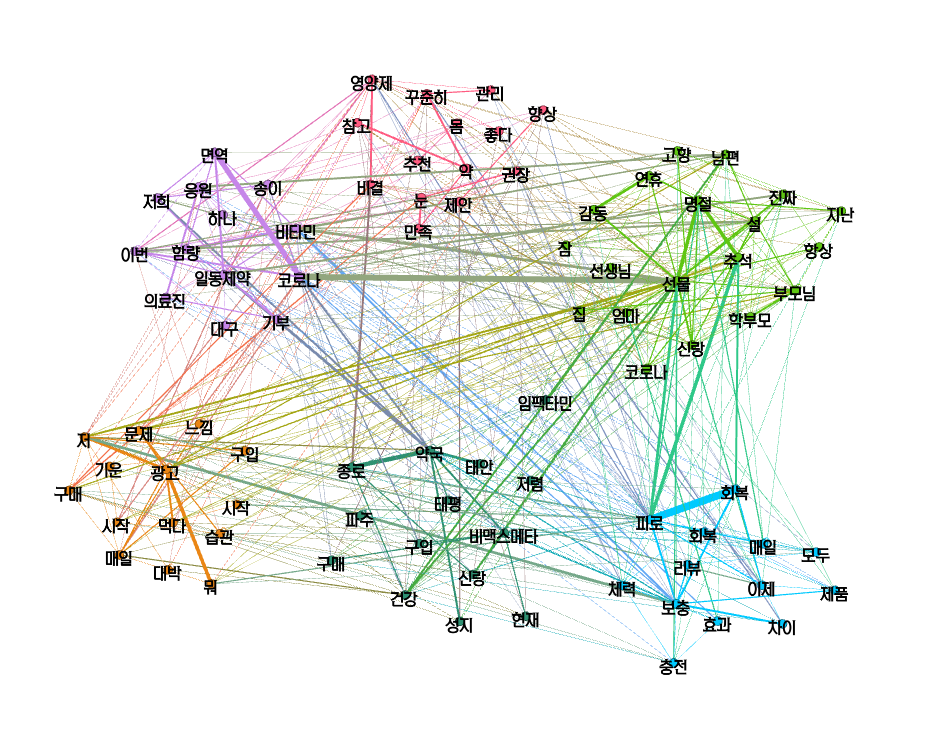 영양제
꾸준히
관리
향상
참고
몸
좋다
추천
약
권장
비결
눈
제안
만족
면역
응원
송이
저희
하나
비타민
이번
함량
일동제약
코로나
의료진
대구
기부
고향
남편
연휴
명절
진짜
감동
설
지난
잠
추석
항상
선생님
선물
부모님
집
엄마
학부모
신랑
코로나
임팩타민
저
문제
느낌
구입
기운
광고
구매
시작
시작
먹다
습관
매일
대박
뭐
약국
종로
태안
저렴
태평
파주
구입
비맥스메타
구매
신랑
건강
성지
현재
회복
피로
회복
매일
모두
리뷰
체력
이제
제품
보충
효과
차이
충전